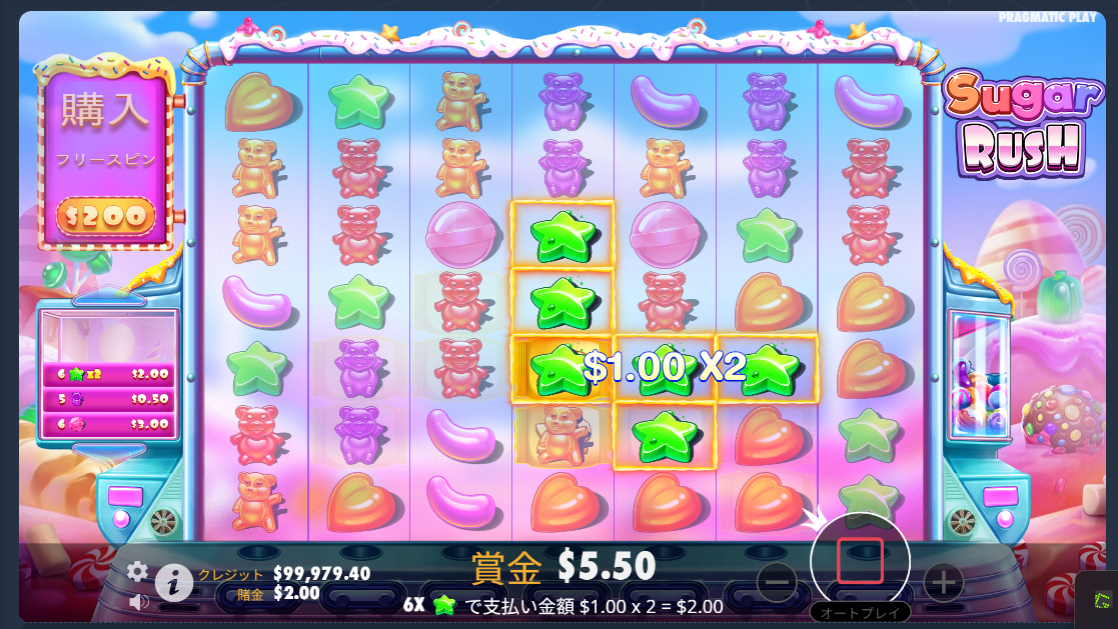 PRAGMATIC PLAY
購入
フリースピン
$200
Sugar
RUSH
$1.00 X2
6 x2 $2.00
5 $0.50
6 $3.00
クレジット $99,979.40
賭金 $2.00
賞金 $5.50
6X で支払い金額 $1.00 x 2 = $2.00
オートプレイ